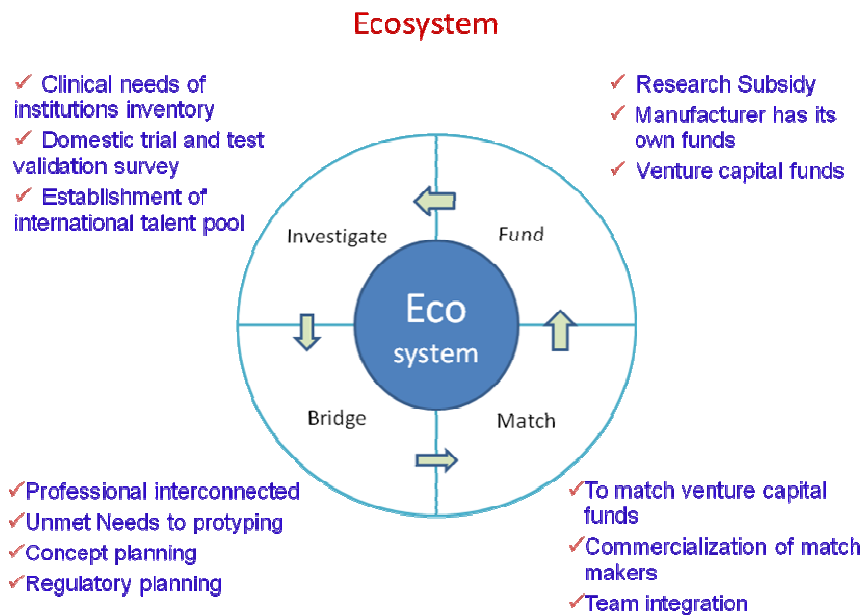 Ecosystem
✓ Clinical needs of
institutions inventory
✓ Domestic trial and test
validation survey
✓ Establishment of
international talent pool
✓ Research Subsidy
✓ Manufacturer has its
own funds
✓ Venture capital funds
Investigate
Fund
Eco
system
Bridge
Match
✓Professional interconnected
✓Unmet Needs to protyping
✓Concept planning
✓Regulatory planning
✓To match venture capital
funds
✓Commercialization of match
makers
✓Team integration